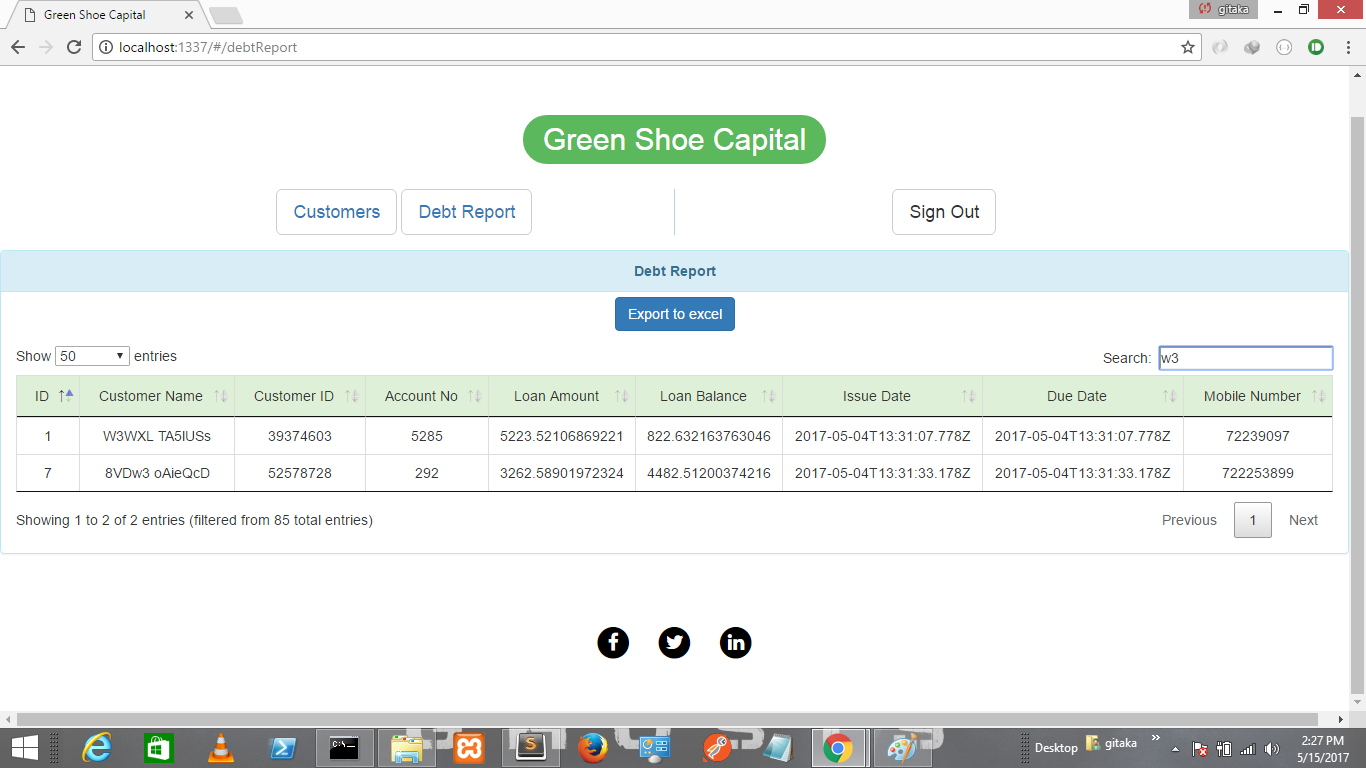 Green Shoe Capital
gitaka
localhost:1337/#/debtReport
Green Shoe Capital
Customers Debt Report Sign Out
Debt Report
Export to excel
Show 50 entries Search: w3
ID Customer Name Customer ID Account No Loan Amount Loan Balance Issue Date Due Date Mobile Number
1 W3WXL TA5IUSs 39374603 5285 5223.52106869221 822.632163763046 2017-05-04T13:31:07.778Z 2017-05-04T13:31:07.778Z 72239097
7 8VDw3 oAieQcD 52578728 292 3262.58901972324 4482.51200374216 2017-05-04T13:31:33.178Z 2017-05-04T13:31:33.178Z 722253899
Showing 1 to 2 of 2 entries (filtered from 85 total entries) Previous 1 Next
Desktop gitaka 2:27 PM
5/15/2017